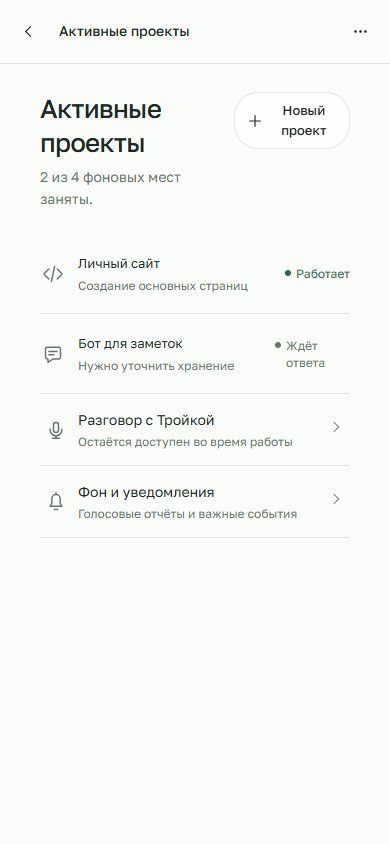 Активные проекты
Активные
проекты
Новый
проект
2 из 4 фоновых мест
заняты.
Личный сайт
Создание основных страниц
Работает
Бот для заметок
Нужно уточнить хранение
Ждёт
ответа
Разговор с Тройкой
Остаётся доступен во время работы
Фон и уведомления
Голосовые отчёты и важные события